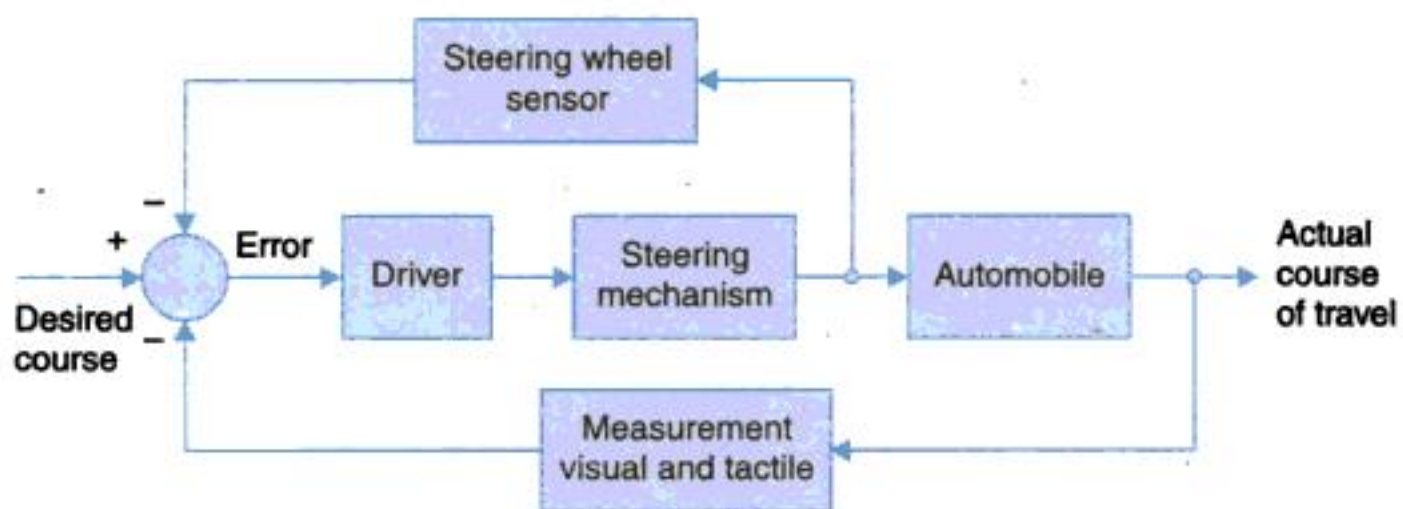 Steering wheel
sensor
−
+
Error
Driver
Steering
mechanism
Automobile
Actual
course
of travel
Desired
course
−
Measurement
visual and tactile